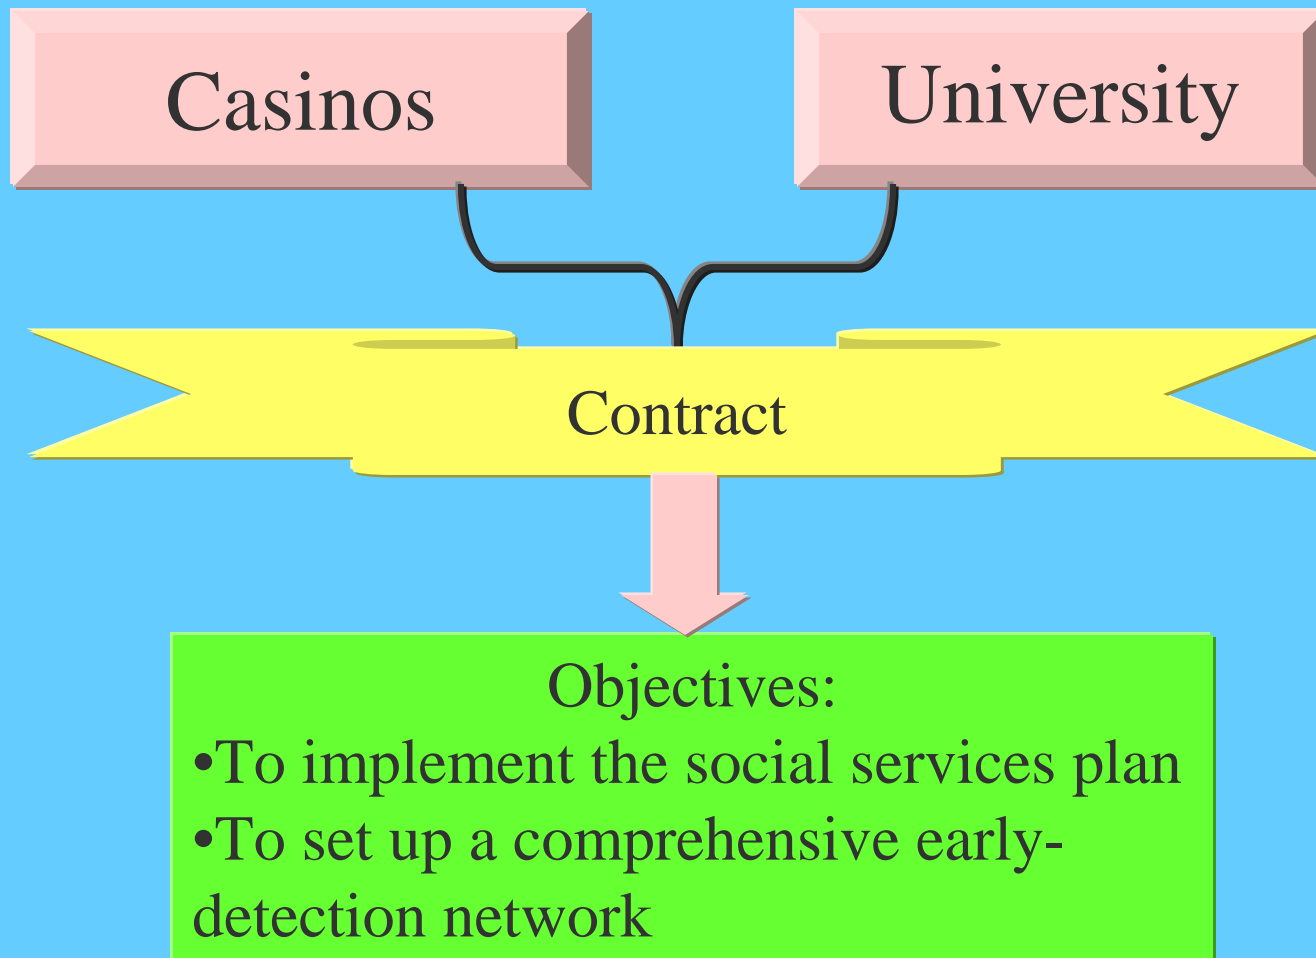 Casinos
University
Contract
Objectives:
•To implement the social services plan
•To set up a comprehensive early-
detection network